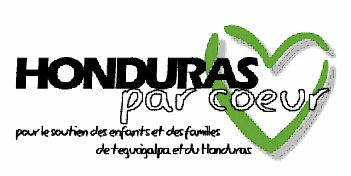 HONDURAS
par coeur
pour le soutien des enfants et des familles
de tegucigalpa et du Honduras